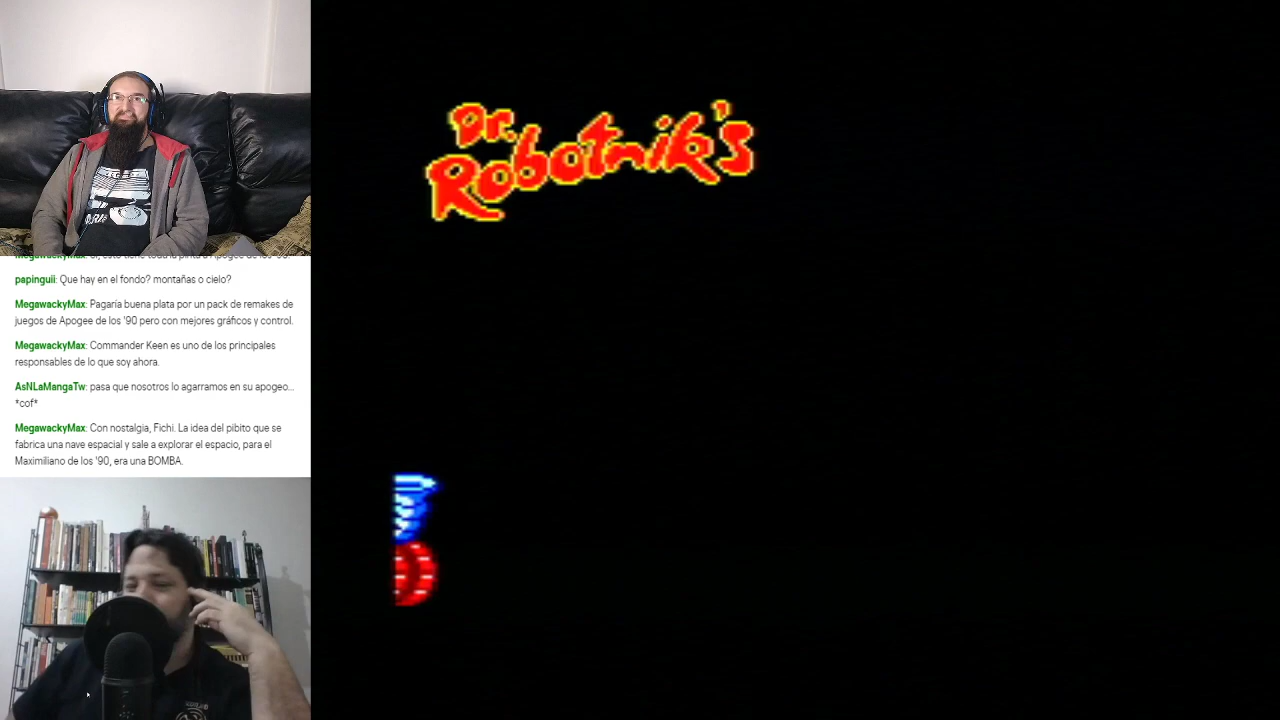 Dr.
Robotnik's
papinguii: Que hay en el fondo? montañas o cielo?
MegawackyMax: Pagaría buena plata por un pack de remakes de
juegos de Apogee de los '90 pero con mejores gráficos y control.
MegawackyMax: Commander Keen es uno de los principales
responsables de lo que soy ahora.
AsNLaMangaTw: pasa que nosotros lo agarramos en su apogeo...
*cof*
MegawackyMax: Con nostalgia, Fichi. La idea del pibito que se
fabrica una nave espacial y sale a explorar el espacio, para el
Maximiliano de los '90, era una BOMBA.